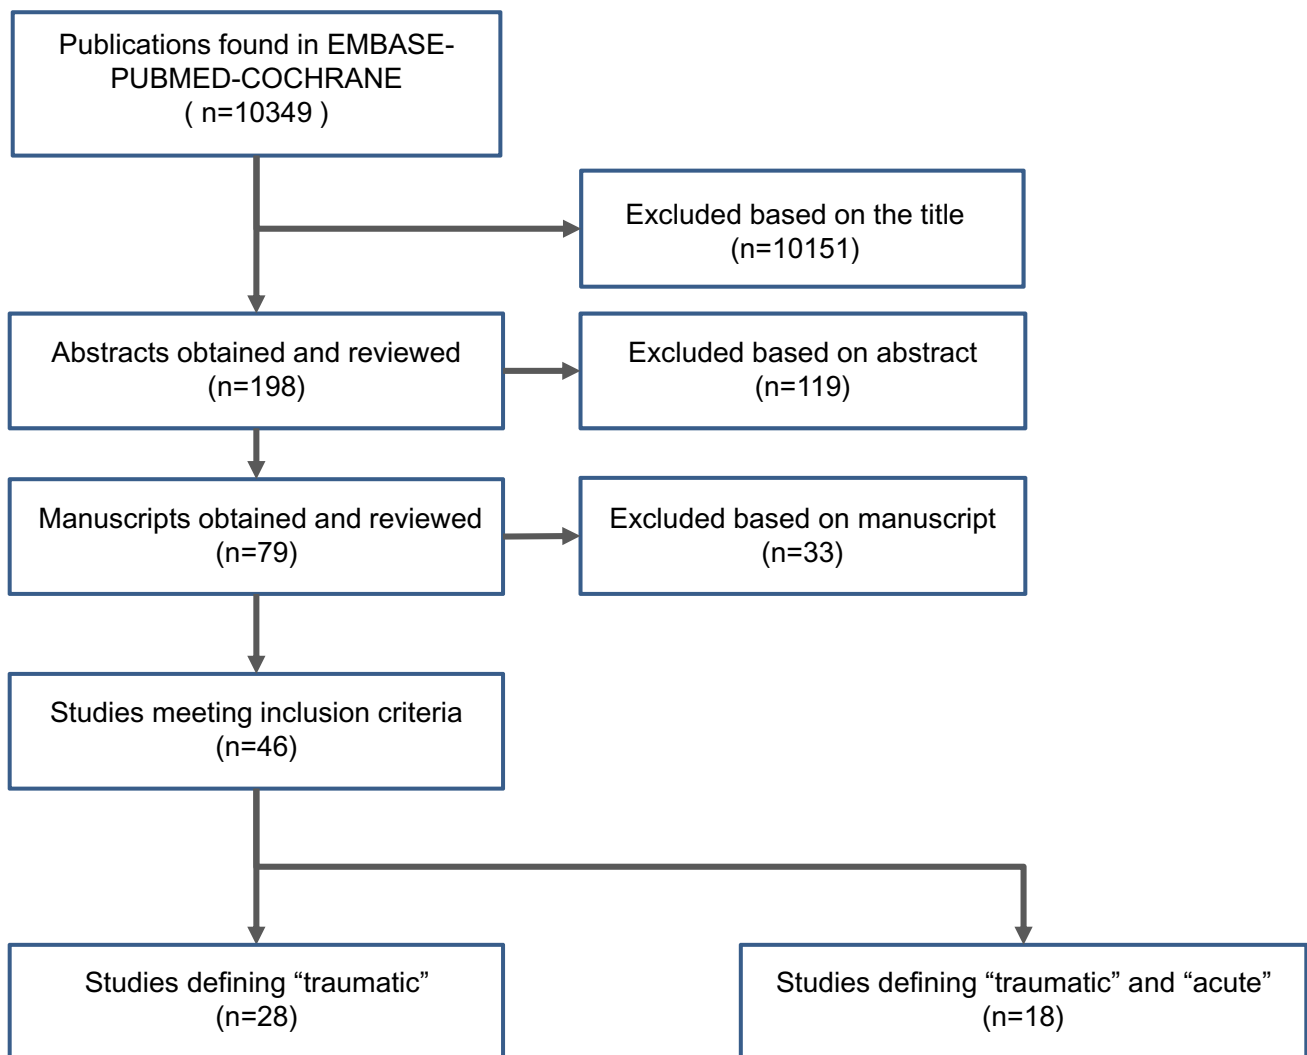 Publications found in EMBASE-
PUBMED-COCHRANE
( n=10349 )
Excluded based on the title
(n=10151)
Abstracts obtained and reviewed
(n=198)
Excluded based on abstract
(n=119)
Manuscripts obtained and reviewed
(n=79)
Excluded based on manuscript
(n=33)
Studies meeting inclusion criteria
(n=46)
Studies defining “traumatic”
(n=28)
Studies defining “traumatic” and “acute”
(n=18)